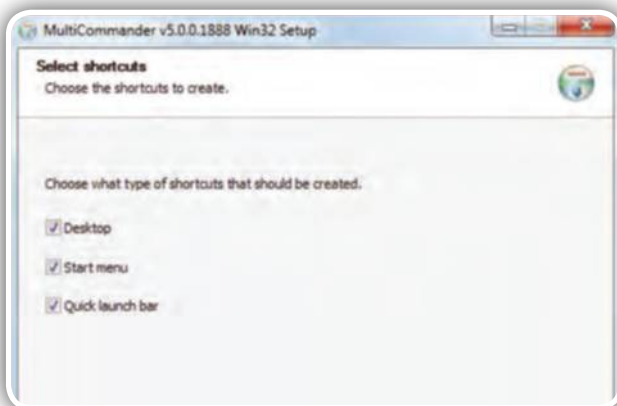 MultiCommander v5.0.0.1888 Win32 Setup
Select shortcuts
Choose the shortcuts to create.
Choose what type of shortcuts that should be created.
Desktop
Start menu
Quick launch bar